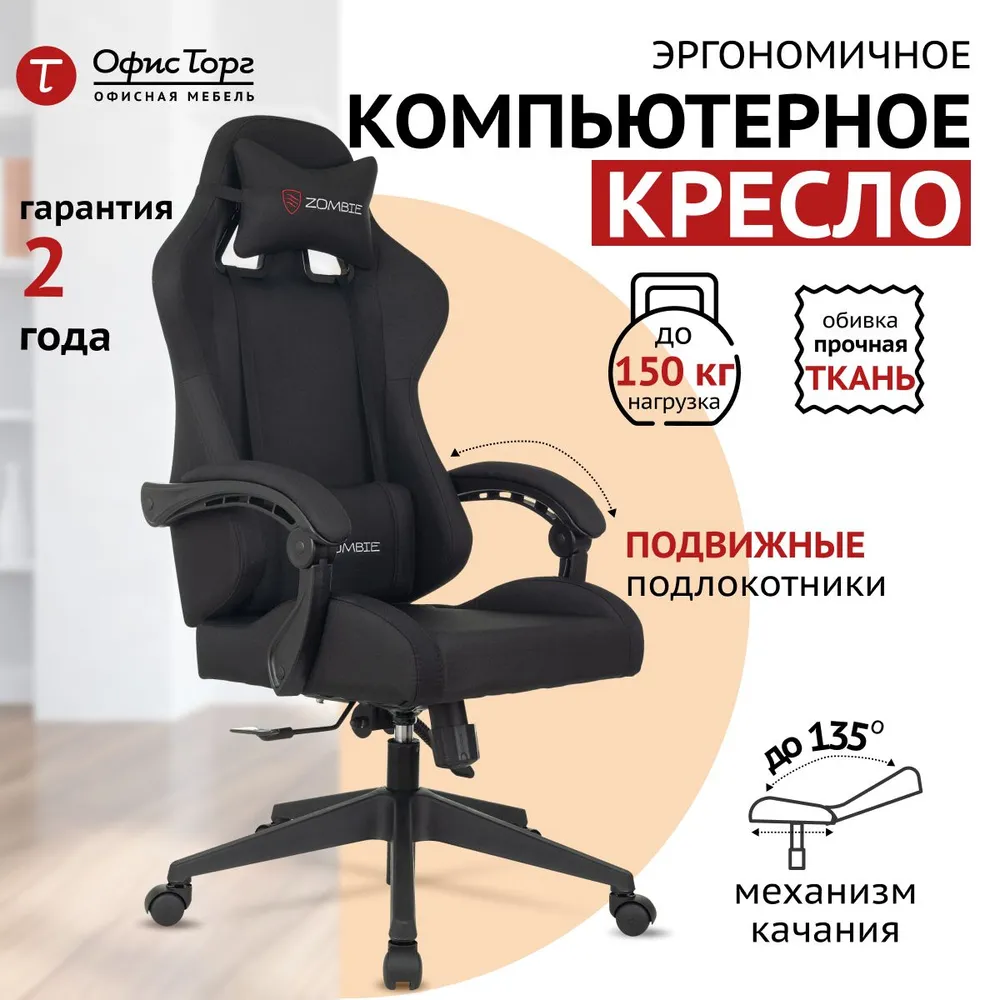 т
ОфисТорг
ОФИСНАЯ МЕБЕЛЬ
ЭРГОНОМИЧНОЕ
КОМПЬЮТЕРНОЕ
КРЕСЛО
гарантия
2
года
ZOMBIE
до
150 кг
нагрузка
обивка
прочная
ТКАНЬ
ZOMBIE
ПОДВИЖНЫЕ
подлокотники
до 135°
механизм
качания